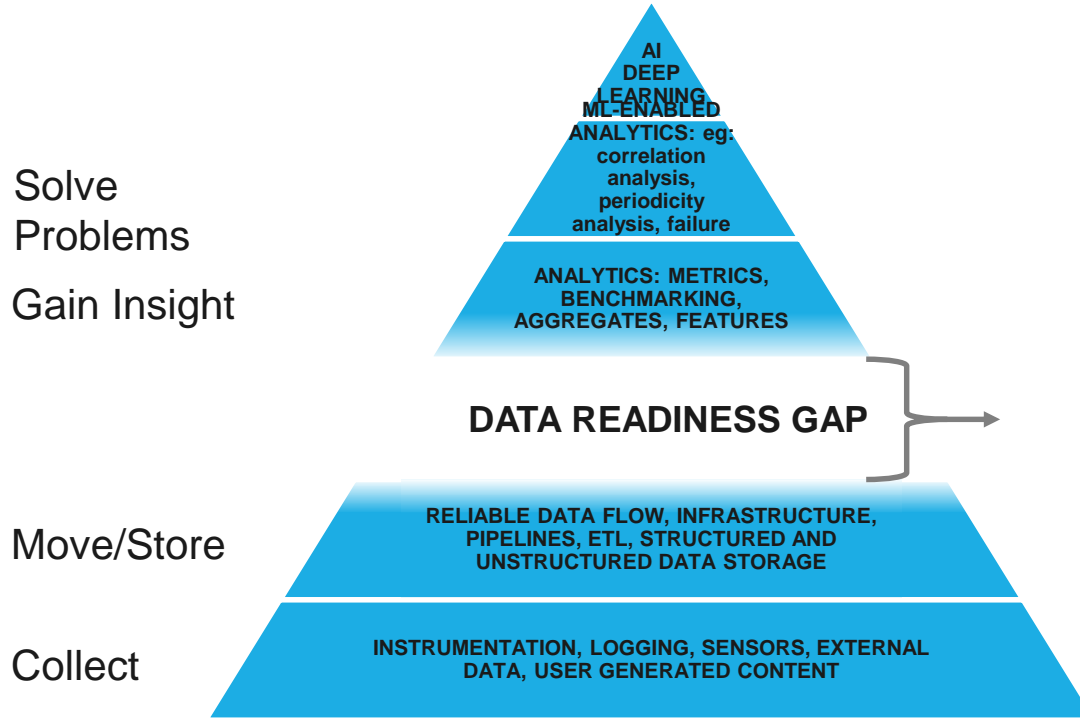 AI
DEEP
LEARNING
ML-ENABLED
ANALYTICS: eg:
correlation
analysis,
periodicity
analysis, failure
Solve
Problems
Gain Insight
ANALYTICS: METRICS,
BENCHMARKING,
AGGREGATES, FEATURES
DATA READINESS GAP
Move/Store
RELIABLE DATA FLOW, INFRASTRUCTURE,
PIPELINES, ETL, STRUCTURED AND
UNSTRUCTURED DATA STORAGE
Collect
INSTRUMENTATION, LOGGING, SENSORS, EXTERNAL
DATA, USER GENERATED CONTENT